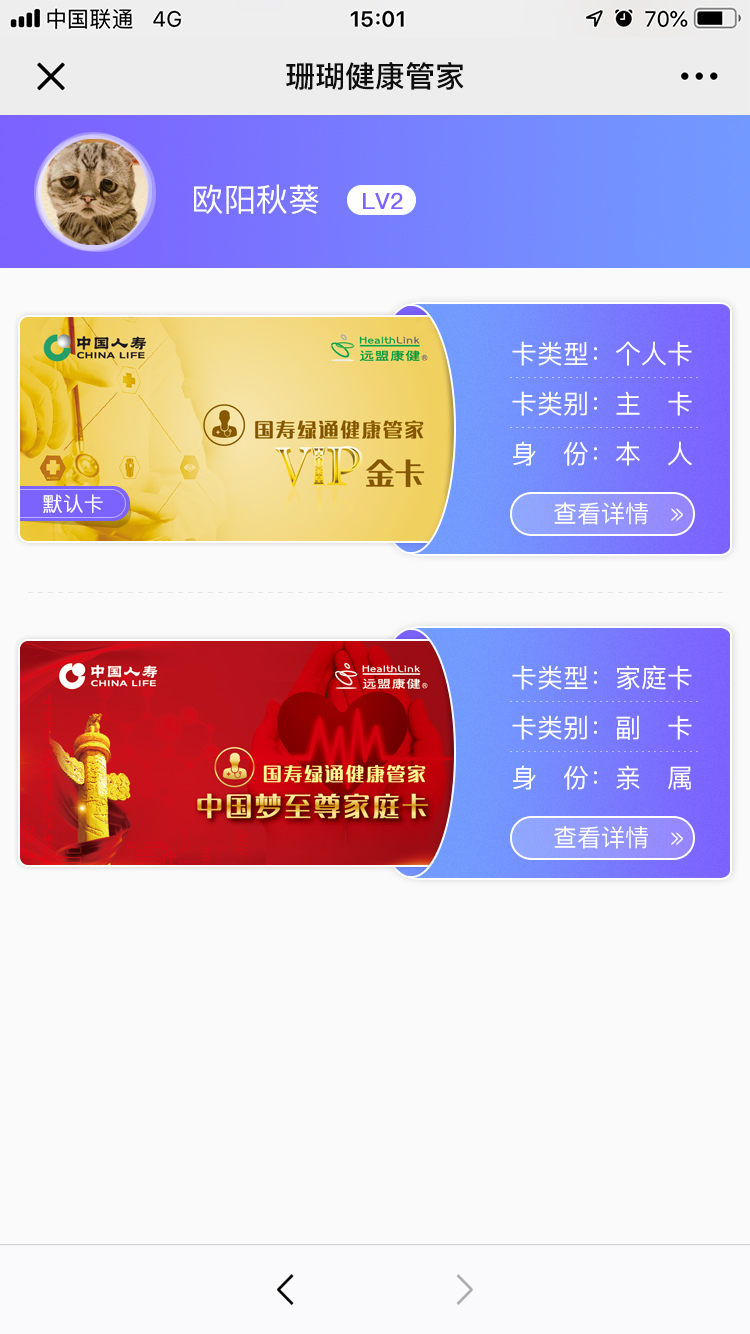 中国联通 4G 15:01 70%
珊瑚健康管家
欧阳秋葵 LV2
中国人寿
CHINA LIFE
HealthLink
远盟康健®
国寿绿通健康管家
VIP金卡
默认卡
卡类型：个人卡
卡类别：主 卡
身 份：本 人
查看详情 »
中国人寿
CHINA LIFE
HealthLink
远盟康健®
国寿绿通健康管家
中国梦至尊家庭卡
卡类型：家庭卡
卡类别：副 卡
身 份：亲 属
查看详情 »